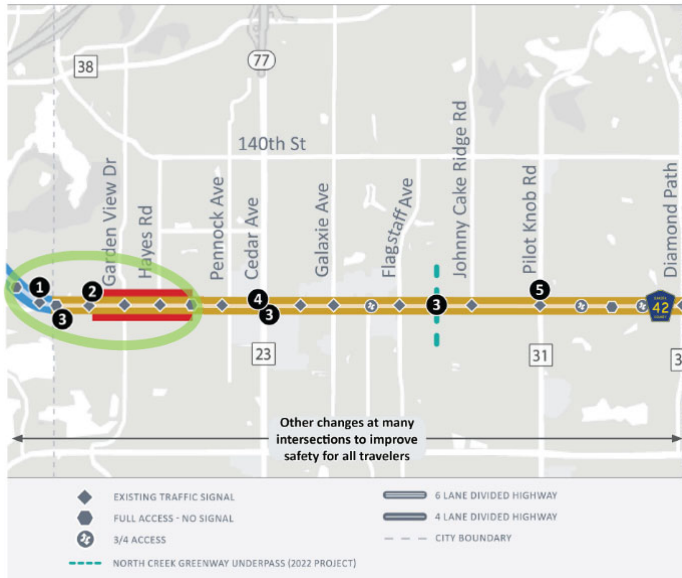 38
77
140th St
Garden View Dr
Hayes Rd
Pennock Ave
Cedar Ave
Galaxie Ave
Flagstaff Ave
Johnny Cake Ridge Rd
Pilot Knob Rd
Diamond Path
1
2
3
4
3
3
5
42
23
31
3
Other changes at many
intersections to improve
safety for all travelers
EXISTING TRAFFIC SIGNAL
FULL ACCESS - NO SIGNAL
3/4 ACCESS
NORTH CREEK GREENWAY UNDERPASS (2022 PROJECT)
6 LANE DIVIDED HIGHWAY
4 LANE DIVIDED HIGHWAY
CITY BOUNDARY